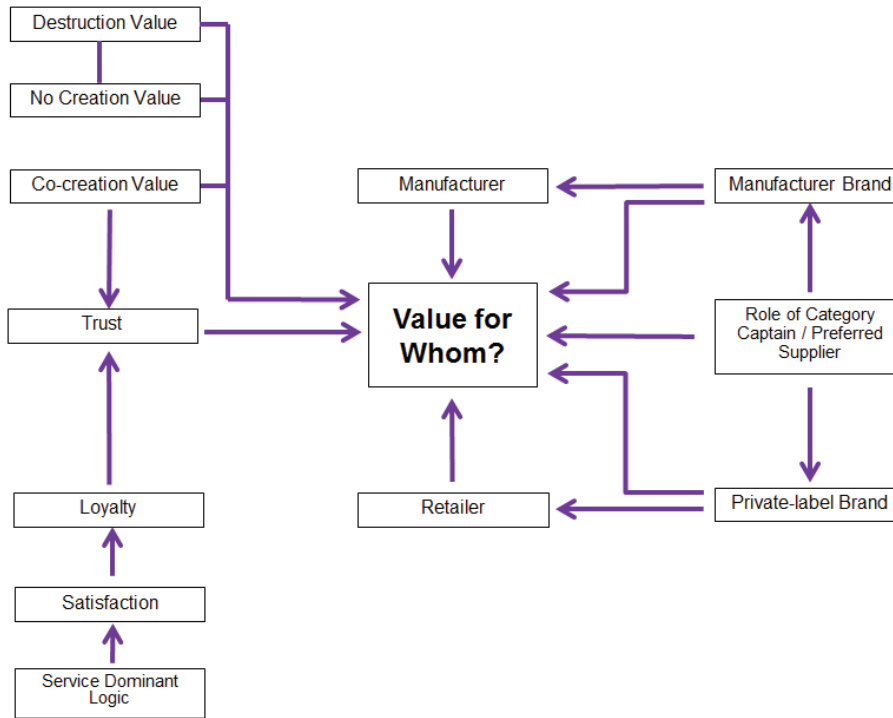 Destruction Value
No Creation Value
Co-creation Value
Manufacturer
Manufacturer Brand
Trust
Value for
Whom?
Role of Category
Captain / Preferred
Supplier
Loyalty
Retailer
Private-label Brand
Satisfaction
Service Dominant
Logic